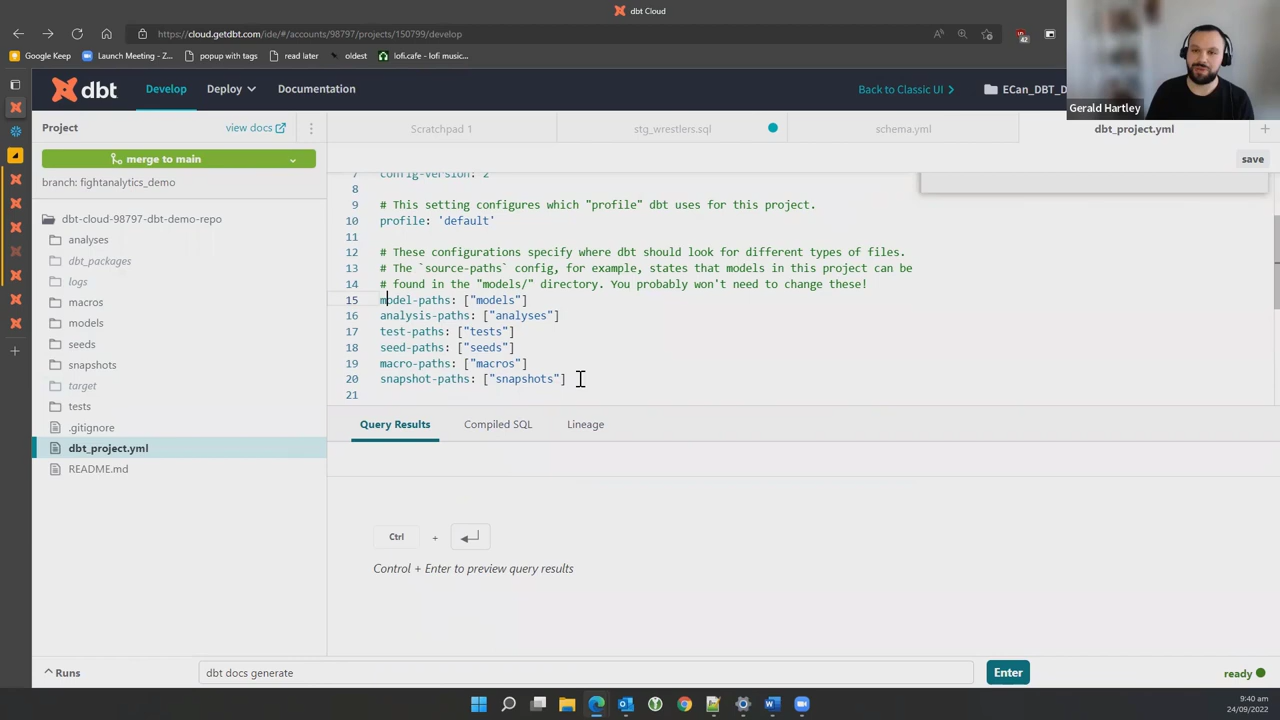 dbt Cloud
https://cloud.getdbt.com/ide/#/accounts/98797/projects/150799/develop
42
Google Keep
Launch Meeting - Z...
popup with tags
read later
oldest
lofi.cafe - lofi music...
dbt
Develop
Deploy
Documentation
Back to Classic UI
ECan_DBT_D
Gerald Hartley
Project
view docs
Scratchpad 1
stg_wrestlers.sql
schema.yml
dbt_project.yml
+
merge to main
save
branch: fightanalytics_demo
dbt-cloud-98797-dbt-demo-repo
analyses
dbt_packages
logs
macros
models
seeds
snapshots
target
tests
.gitignore
dbt_project.yml
README.md
7 config-version: 2
8
9 # This setting configures which "profile" dbt uses for this project.
10 profile: 'default'
11
12 # These configurations specify where dbt should look for different types of files.
13 # The `source-paths` config, for example, states that models in this project can be
14 # found in the "models/" directory. You probably won't need to change these!
15 model-paths: ["models"]
16 analysis-paths: ["analyses"]
17 test-paths: ["tests"]
18 seed-paths: ["seeds"]
19 macro-paths: ["macros"]
20 snapshot-paths: ["snapshots"]
21
Query Results
Compiled SQL
Lineage
Ctrl + 
Control + Enter to preview query results
Runs
dbt docs generate
Enter
ready
9:40 am
24/09/2022